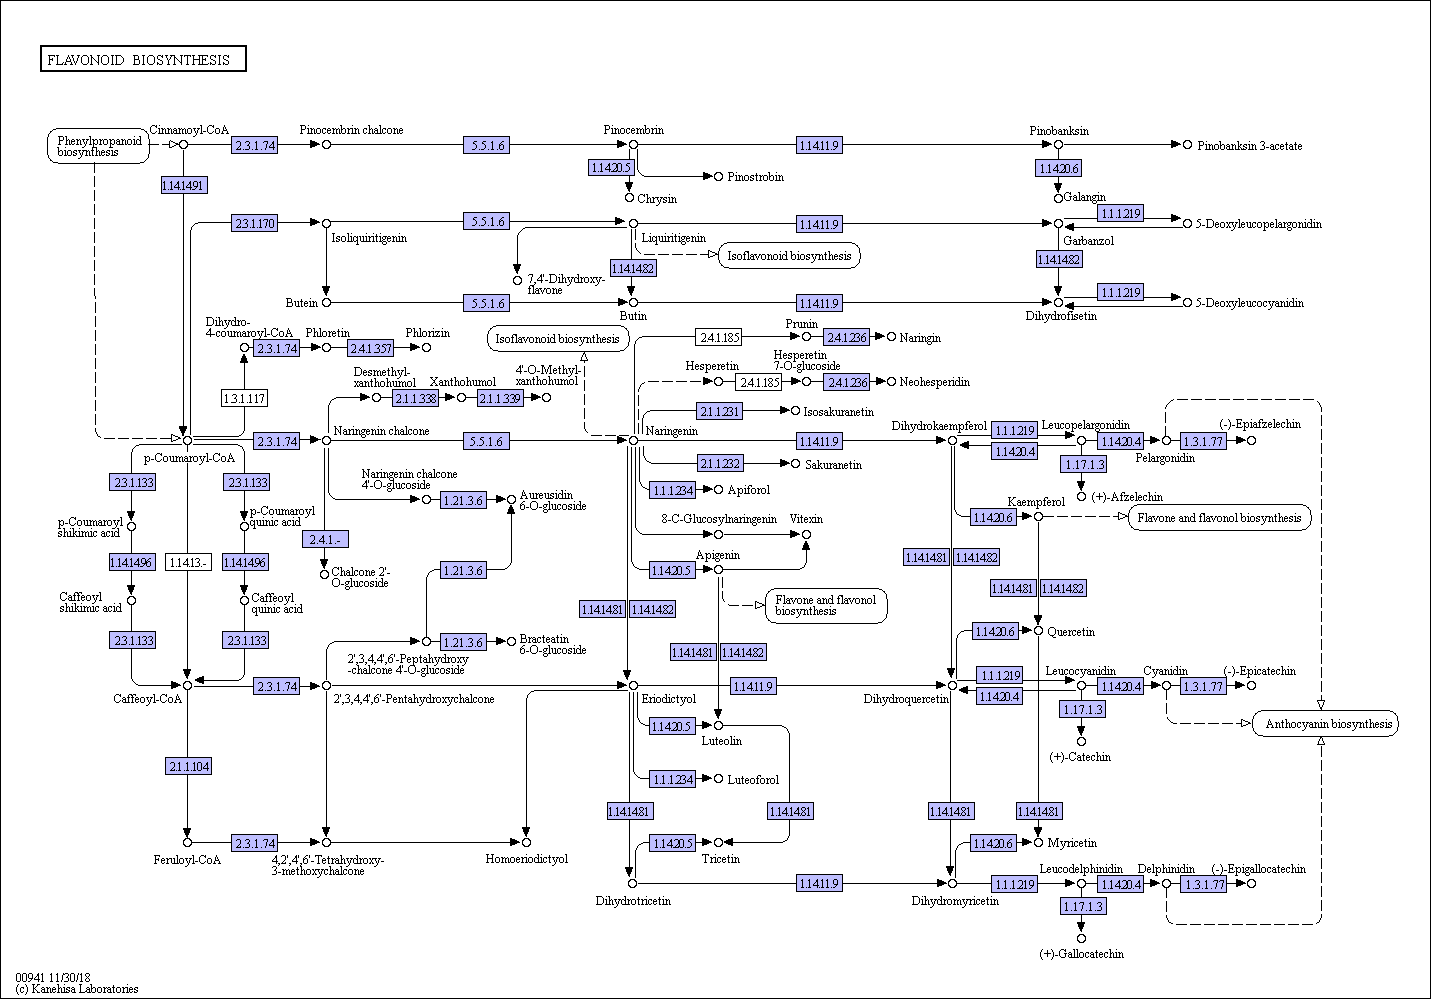 FLAVONOID BIOSYNTHESIS
Phenylpropanoid
biosynthesis
Cinnamoyl-CoA
2.3.1.74
Pinocembrin chalcone
5.5.1.6
Pinocembrin
1.14.11.9
Pinobanksin
Pinobanksin 3-acetate
1.14.14.91
1.14.20.5
Pinostrobin
Chrysin
1.14.20.6
Galangin
2.3.1.170
Isoliquiritigenin
5.5.1.6
Liquiritigenin
1.14.11.9
Garbanzol
1.1.1.219
5-Deoxyleucopelargonidin
Isoflavonoid biosynthesis
7,4'-Dihydroxy-
flavone
1.14.14.82
1.14.14.82
Butein
5.5.1.6
Butin
1.14.11.9
Dihydrofisetin
1.1.1.219
5-Deoxyleucocyanidin
Dihydro-
4-coumaroyl-CoA
2.3.1.74
Phloretin
2.4.1.357
Phlorizin
Isoflavonoid biosynthesis
2.4.1.185
Prunin
2.4.1.236
Naringin
Hesperetin
2.4.1.185
Hesperetin
7-O-glucoside
2.4.1.236
Neohesperidin
1.3.1.117
Desmethyl-
xanthohumol
2.1.1.338
Xanthohumol
2.1.1.339
4'-O-Methyl-
xanthohumol
2.1.1.231
Isosakuranetin
p-Coumaroyl-CoA
2.3.1.74
Naringenin chalcone
5.5.1.6
Naringenin
1.14.11.9
Dihydrokaempferol
1.1.1.219
1.14.20.4
Leucopelargonidin
1.14.20.4
Pelargonidin
1.3.1.77
(-)-Epiafzelechin
2.1.1.232
Sakuranetin
1.17.1.3
(+)-Afzelechin
2.3.1.133
2.3.1.133
Naringenin chalcone
4'-O-glucoside
1.21.3.6
Aureusidin
6-O-glucoside
1.1.1.234
Apiforol
p-Coumaroyl
shikimic acid
p-Coumaroyl
quinic acid
2.4.1.-
8-C-Glucosylnaringenin
Vitexin
1.14.20.6
Kaempferol
Flavone and flavonol biosynthesis
1.14.14.96
1.14.13.-
1.14.14.96
Chalcone 2'-
O-glucoside
1.21.3.6
1.14.20.5
Apigenin
1.14.14.81
1.14.14.82
1.14.14.81
1.14.14.82
Caffeoyl
shikimic acid
Caffeoyl
quinic acid
1.14.14.81
1.14.14.82
Flavone and flavonol
biosynthesis
2.3.1.133
2.3.1.133
1.21.3.6
Bracteatin
6-O-glucoside
1.14.20.6
Quercetin
2',3,4,4',6'-Peptahydroxy
-chalcone 4'-O-glucoside
1.14.14.81
1.14.14.82
Caffeoyl-CoA
2.3.1.74
2',3,4,4',6'-Pentahydroxychalcone
Eriodictyol
1.14.11.9
Dihydroquercetin
1.1.1.219
1.14.20.4
Leucocyanidin
1.14.20.4
Cyanidin
1.3.1.77
(-)-Epicatechin
1.17.1.3
(+)-Catechin
Anthocyanin biosynthesis
1.14.20.5
Luteolin
2.1.1.104
1.1.1.234
Luteoforol
1.14.14.81
1.14.14.81
1.14.14.81
1.14.14.81
Feruloyl-CoA
2.3.1.74
4,2',4',6'-Tetrahydroxy-
3-methoxychalcone
Homoeriodictyol
1.14.20.5
Tricetin
1.14.20.6
Myricetin
Dihydrotricetin
1.14.11.9
Dihydromyricetin
1.1.1.219
Leucodelphinidin
1.14.20.4
Delphinidin
1.3.1.77
(-)-Epigallocatechin
1.17.1.3
(+)-Gallocatechin
00941 11/30/18
(c) Kanehisa Laboratories